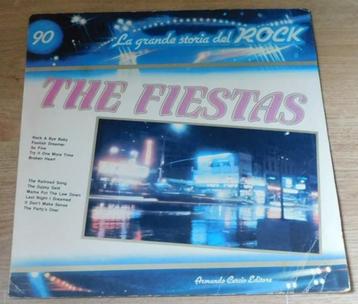 90
La grande storia del ROCK
THE FIESTAS
Rock A Bye Baby
Foolish Dreamer
So Fine
Try It One More Time
Broken Heart
The Railroad Song
The Gypsy Said
Mama Put The Law Down
Last Night I Dreamed
It Don't Make Sense
The Party's Over
Armando Curcio Editore